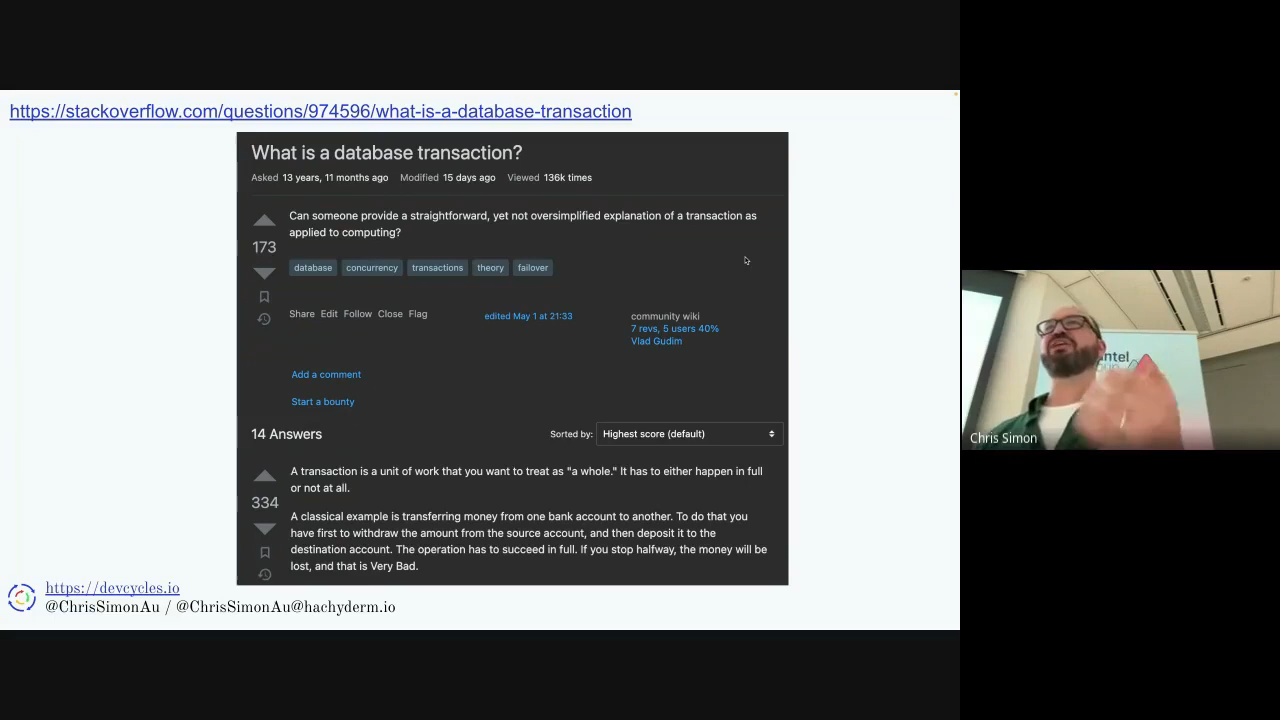 https://stackoverflow.com/questions/974596/what-is-a-database-transaction
What is a database transaction?
Asked 13 years, 11 months ago Modified 15 days ago Viewed 136k times
173
Can someone provide a straightforward, yet not oversimplified explanation of a transaction as
applied to computing?
database concurrency transactions theory failover
Share Edit Follow Close Flag
edited May 1 at 21:33
community wiki
7 revs, 5 users 40%
Vlad Gudim
Add a comment
Start a bounty
14 Answers
Sorted by: Highest score (default)
334
A transaction is a unit of work that you want to treat as "a whole." It has to either happen in full
or not at all.
A classical example is transferring money from one bank account to another. To do that you
have first to withdraw the amount from the source account, and then deposit it to the
destination account. The operation has to succeed in full. If you stop halfway, the money will be
lost, and that is Very Bad.
https://devcycles.io
@ChrisSimonAu / @ChrisSimonAu@hachyderm.io
Chris Simon